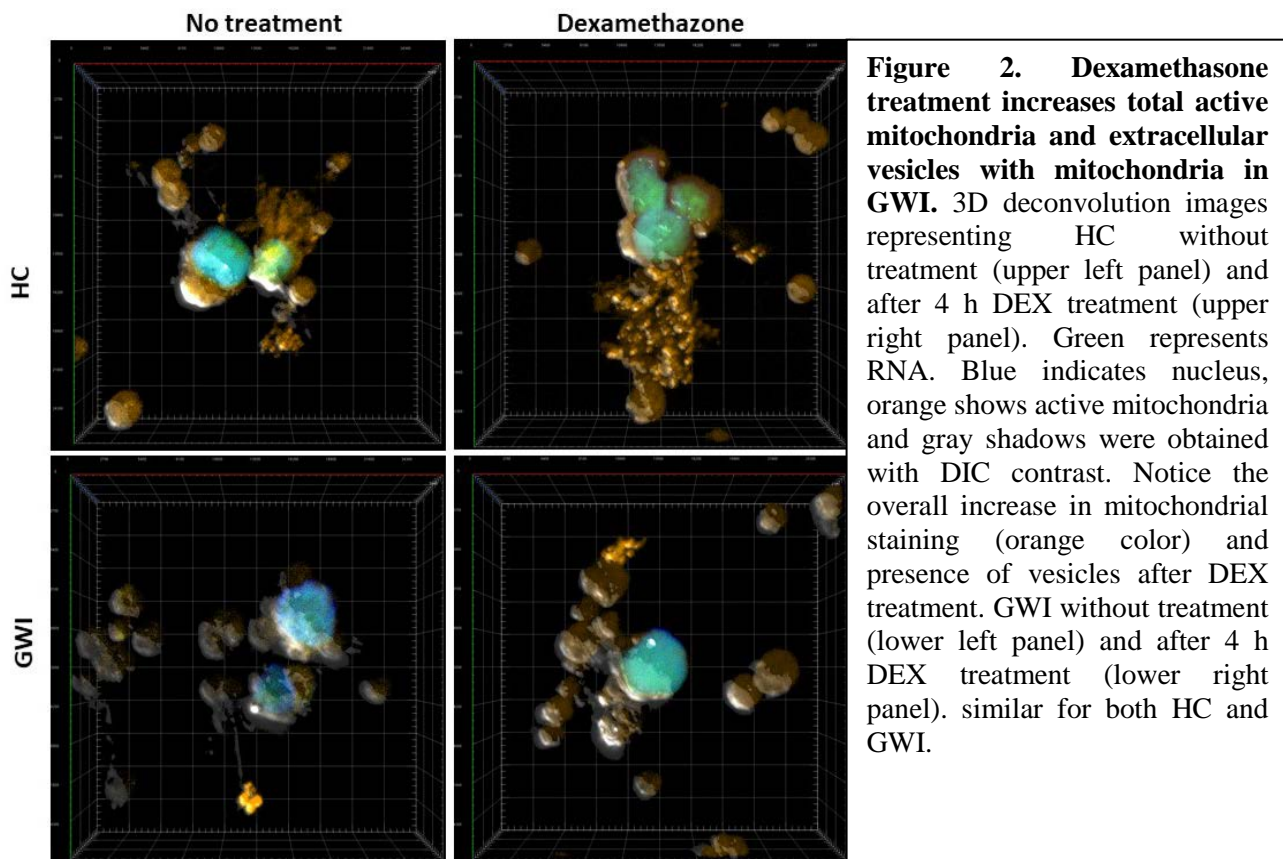 No treatment
Dexamethazone
HC
GWI
Figure 2. Dexamethasone
treatment increases total active
mitochondria and extracellular
vesicles with mitochondria in
GWI. 3D deconvolution images
representing HC without
treatment (upper left panel) and
after 4 h DEX treatment (upper
right panel). Green represents
RNA. Blue indicates nucleus,
orange shows active mitochondria
and gray shadows were obtained
with DIC contrast. Notice the
overall increase in mitochondrial
staining (orange color) and
presence of vesicles after DEX
treatment. GWI without treatment
(lower left panel) and after 4 h
DEX treatment (lower right
panel). similar for both HC and
GWI.